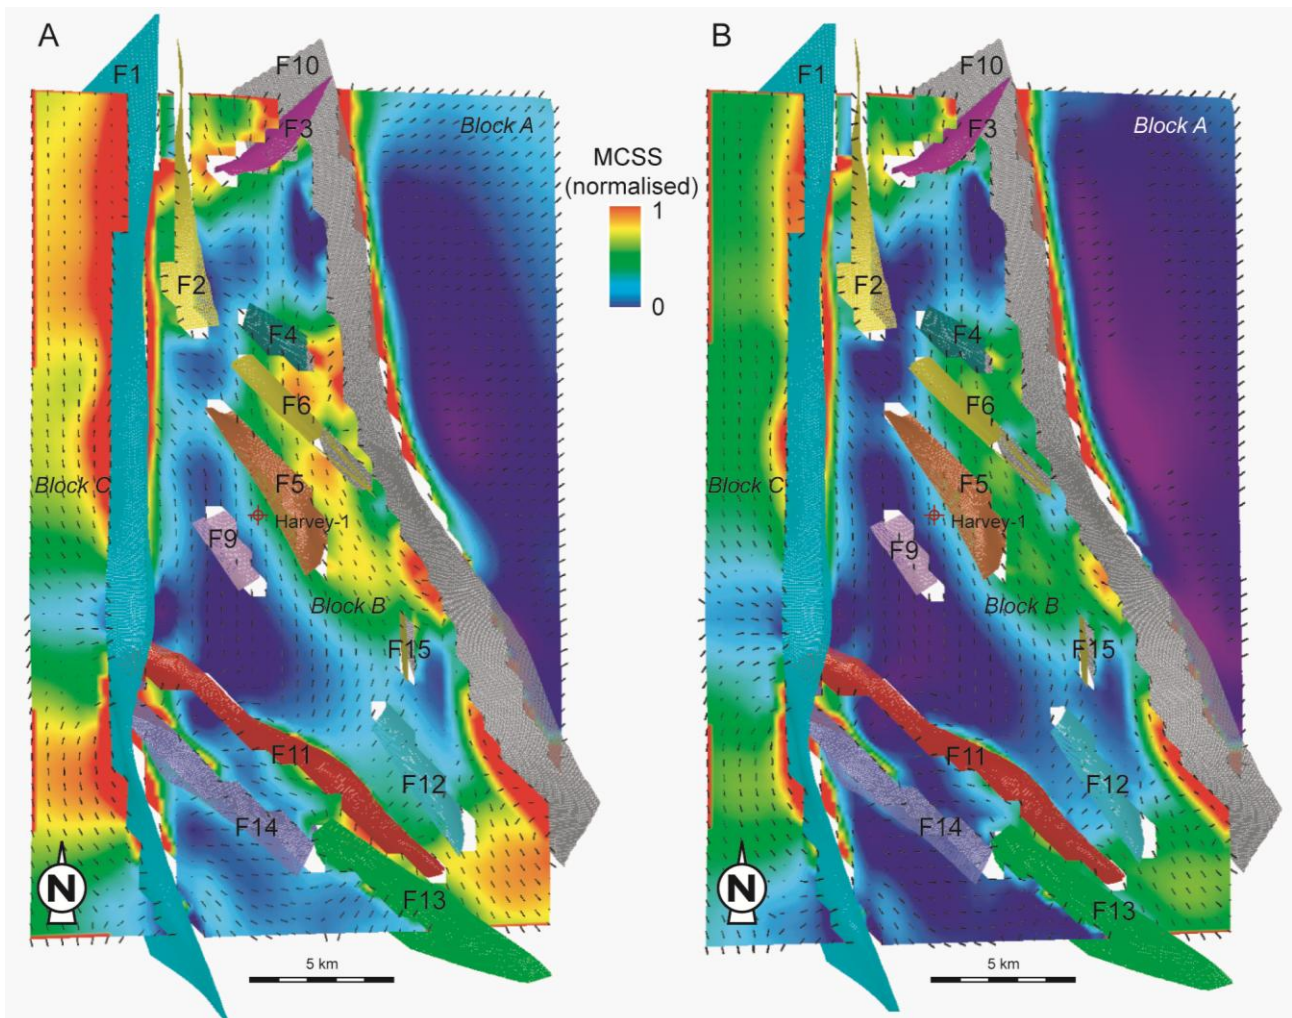 A
F1
F10
F3
Block A
F2
F4
F6
Block C
F5
Harvey-1
F9
Block B
F15
F11
F12
F14
F13
N
5 km
MCSS
(normalised)
1
0
B
F1
F10
F3
Block A
F2
F4
F6
Block C
F5
Harvey-1
F9
Block B
F15
F11
F12
F14
F13
N
5 km